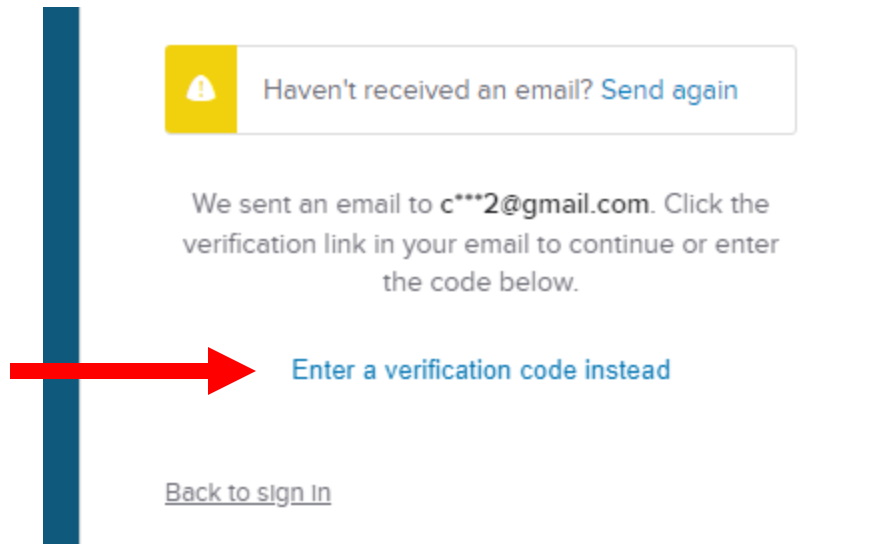 Haven't received an email? Send again
We sent an email to c***2@gmail.com. Click the
verification link in your email to continue or enter
the code below.
Enter a verification code instead
Back to sign in